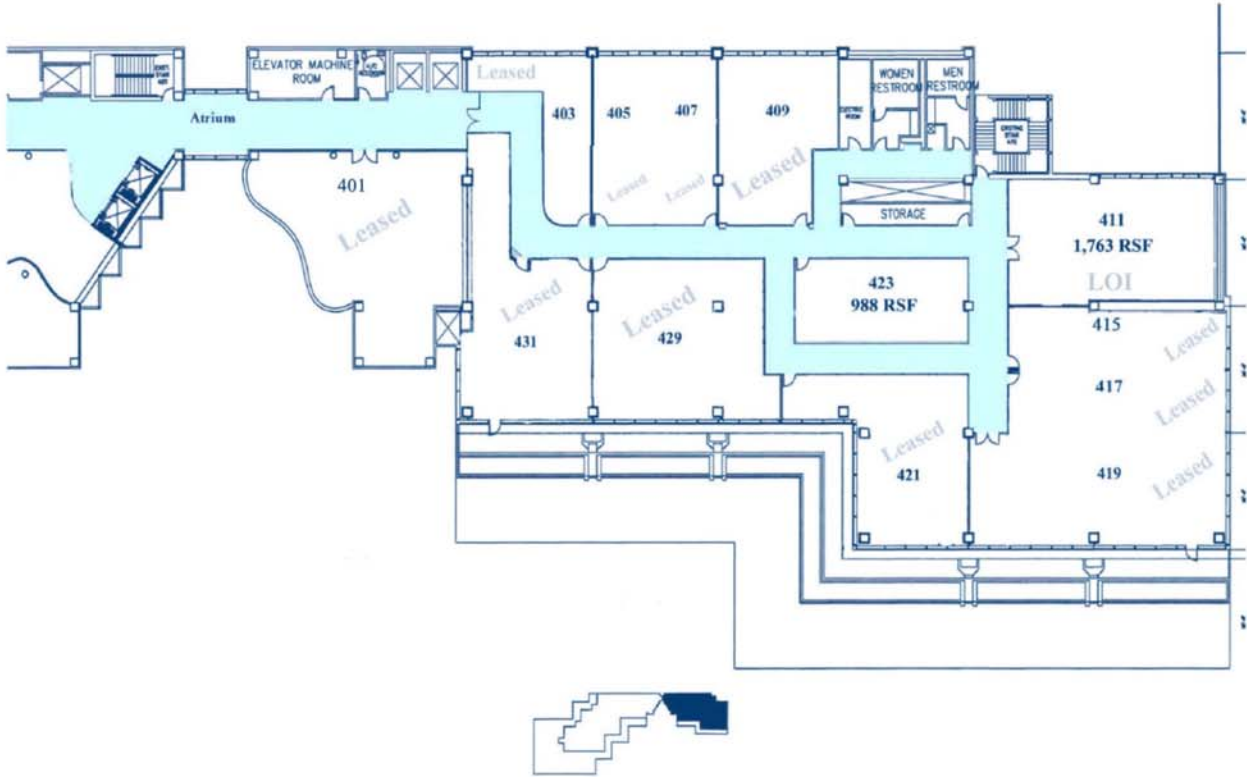 ELEVATOR MACHINE
ROOM
Atrium
Leased
403
405
407
409
WOMEN
RESTROOM
MEN
RESTROOM
401
Leased
Leased
Leased
Leased
STORAGE
411
1,763 RSF
LOI
423
988 RSF
Leased
431
Leased
429
415
Leased
417
Leased
421
Leased
419
Leased